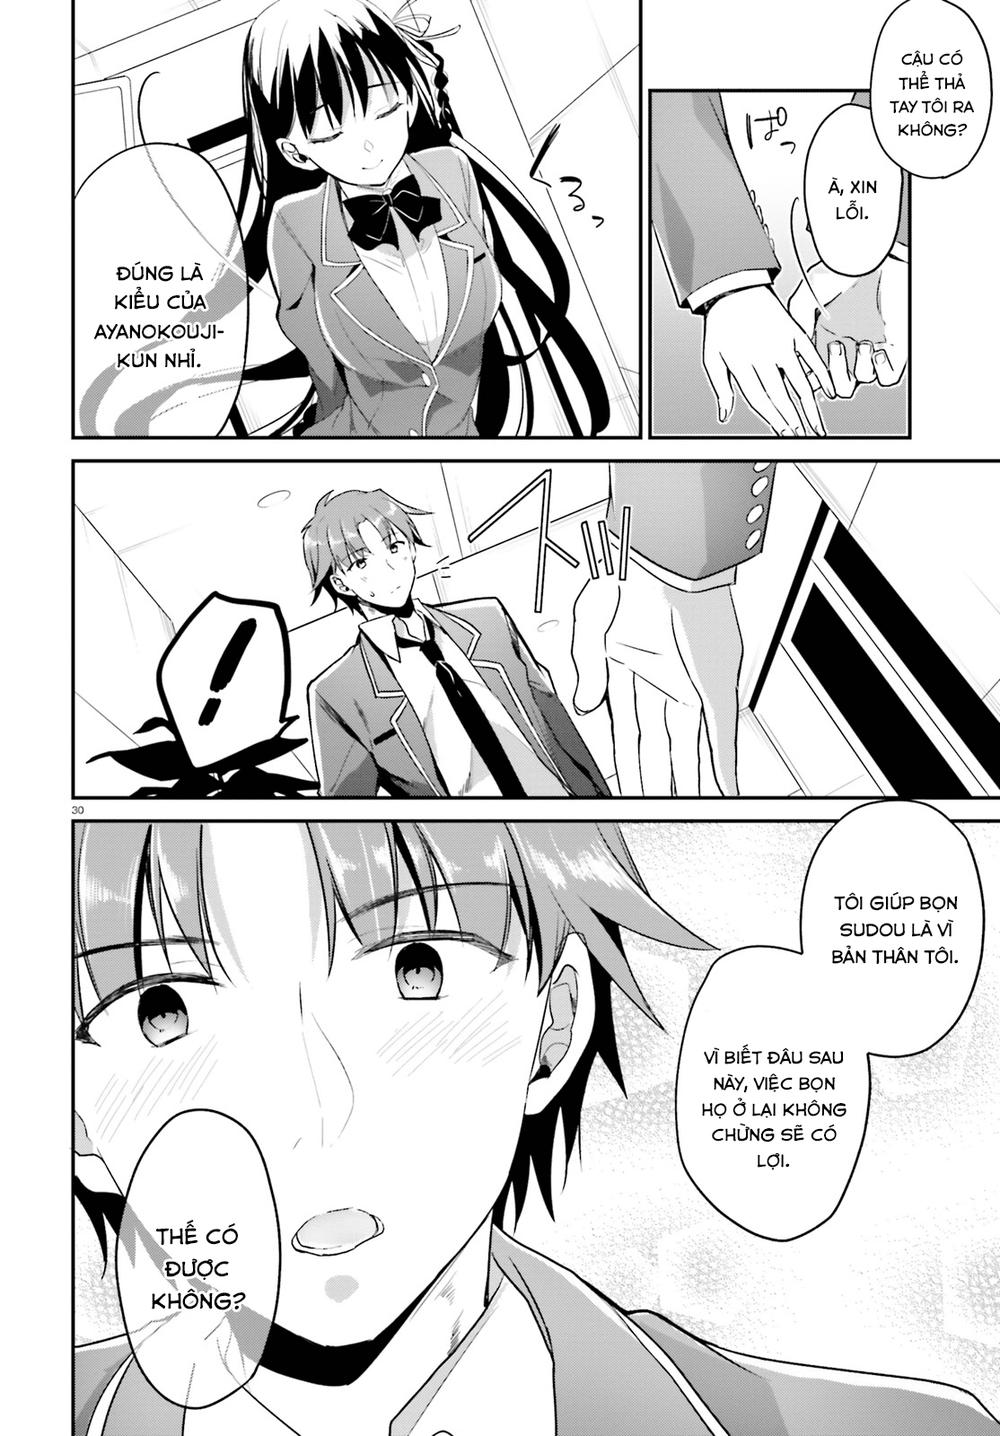 CẬU CÓ
THỂ THẢ
TAY TÔI RA
KHÔNG?
À, XIN
LỖI.
ぱっ
ĐÚNG LÀ
KIỂU CỦA
AYANOKOUJI-
KUN NHỈ.
くるっ
!
30
TÔI GIÚP BỌN
SUDOU LÀ VÌ
BẢN THÂN TÔI.
VÌ BIẾT ĐÂU SAU
NÀY, VIỆC BỌN
HỌ Ở LẠI KHÔNG
CHỪNG SẼ CÓ
LỢI.
THẾ CÓ
ĐƯỢC
KHÔNG?